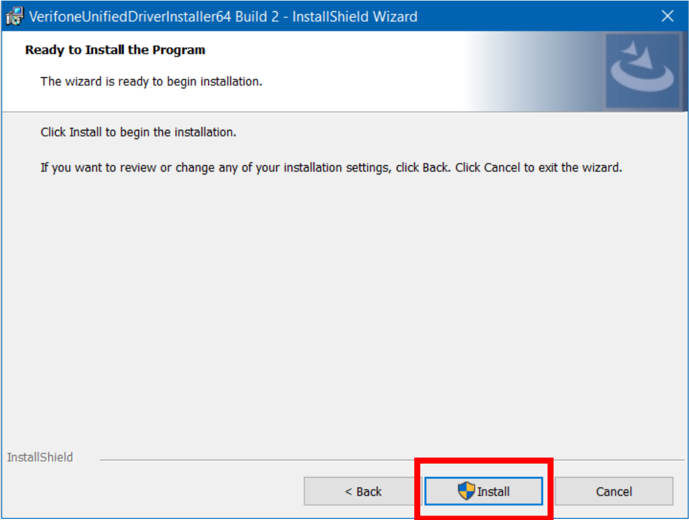 VerifoneUnifiedDriverInstaller64 Build 2 - InstallShield Wizard
Ready to Install the Program
The wizard is ready to begin installation.
Click Install to begin the installation.
If you want to review or change any of your installation settings, click Back. Click Cancel to exit the wizard.
InstallShield
< Back Install Cancel